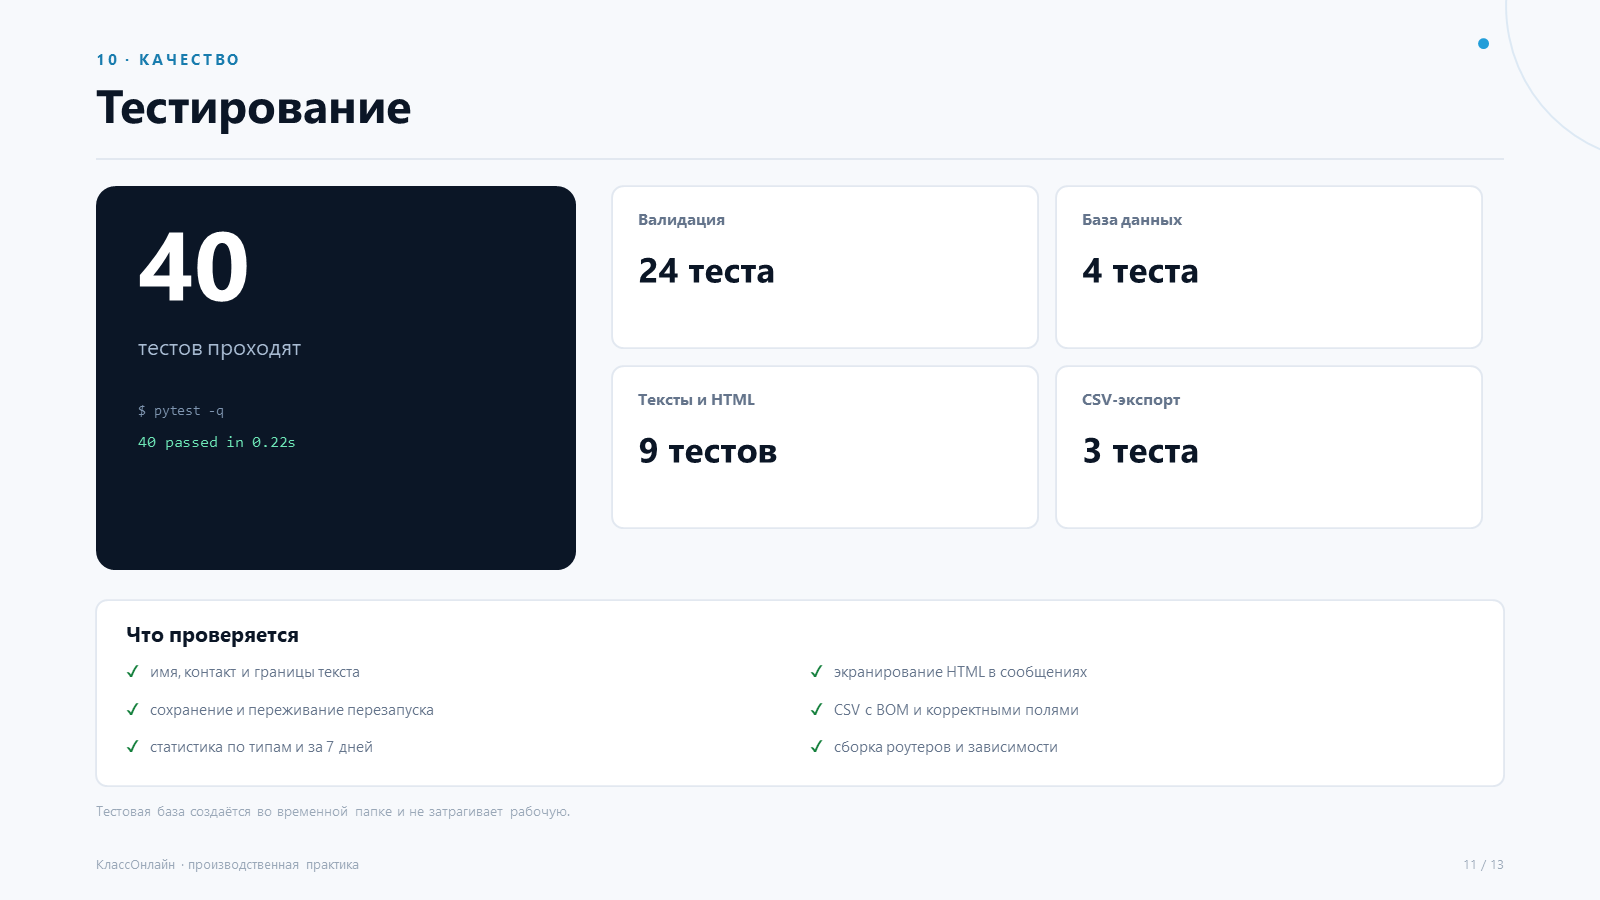 10 · КАЧЕСТВО
Тестирование
40
тестов проходят
$ pytest -q
40 passed in 0.22s
Валидация
24 теста
База данных
4 теста
Тексты и HTML
9 тестов
CSV-экспорт
3 теста
Что проверяется
✓ имя, контакт и границы текста
✓ сохранение и переживание перезапуска
✓ статистика по типам и за 7 дней
✓ экранирование HTML в сообщениях
✓ CSV с BOM и корректными полями
✓ сборка роутеров и зависимости
Тестовая база создаётся во временной папке и не затрагивает рабочую.
КлассОнлайн · производственная практика
11 / 13